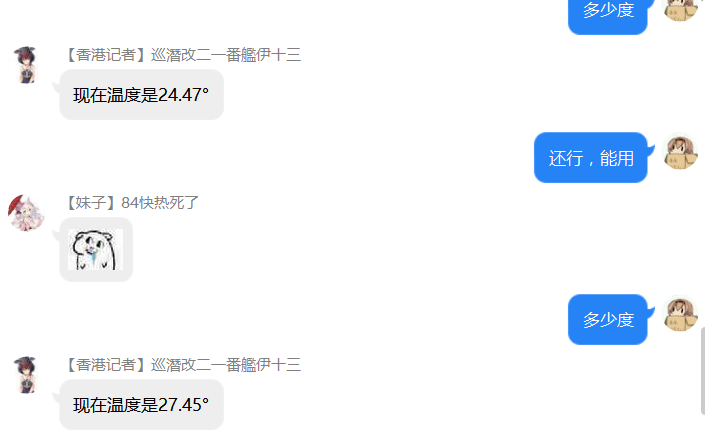 多少度
【香港记者】巡潛改二一番艦伊十三
现在温度是24.47°
还行，能用
【妹子】84快热死了
多少度
【香港记者】巡潛改二一番艦伊十三
现在温度是27.45°